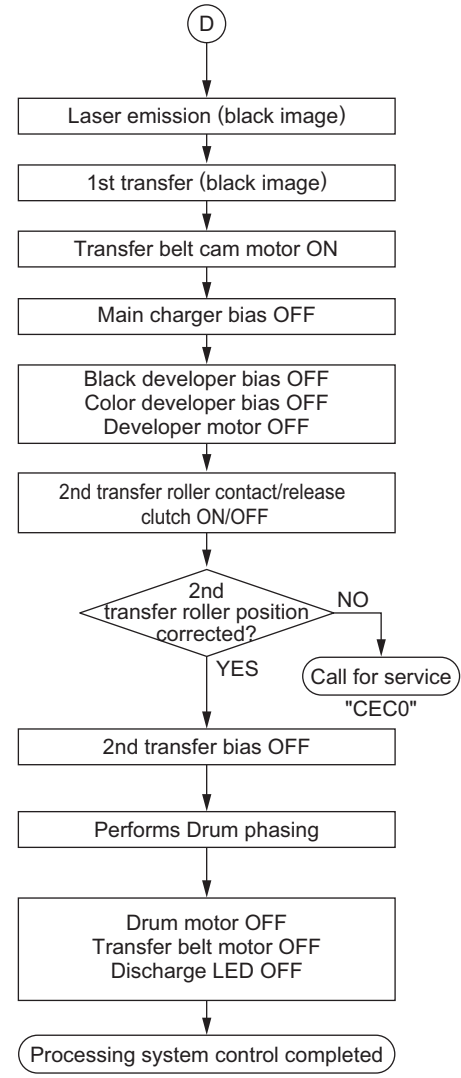 D
Laser emission (black image)
1st transfer (black image)
Transfer belt cam motor ON
Main charger bias OFF
Black developer bias OFF
Color developer bias OFF
Developer motor OFF
2nd transfer roller contact/release
clutch ON/OFF
2nd
transfer roller position
corrected?
NO
YES
Call for service
"CEC0"
2nd transfer bias OFF
Performs Drum phasing
Drum motor OFF
Transfer belt motor OFF
Discharge LED OFF
Processing system control completed